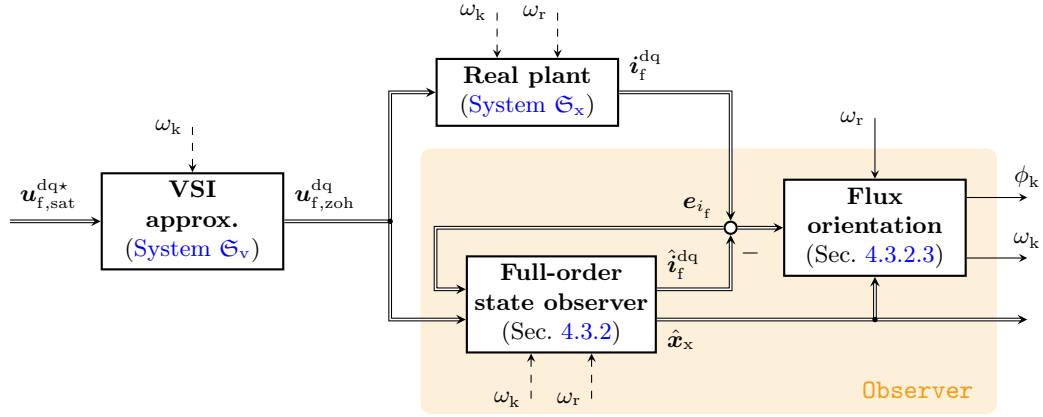 ω_k
ω_r
Real plant
(System 𝔖_x)
i_f^dq
ω_k
ω_r
u_f,sat^dq⋆
VSI
approx.
(System 𝔖_v)
u_f,zoh^dq
e_{i_f}
−
Flux
orientation
(Sec. 4.3.2.3)
ϕ_k
ω_k
Full-order
state observer
(Sec. 4.3.2)
î_f^dq
x̂_x
ω_k
ω_r
Observer